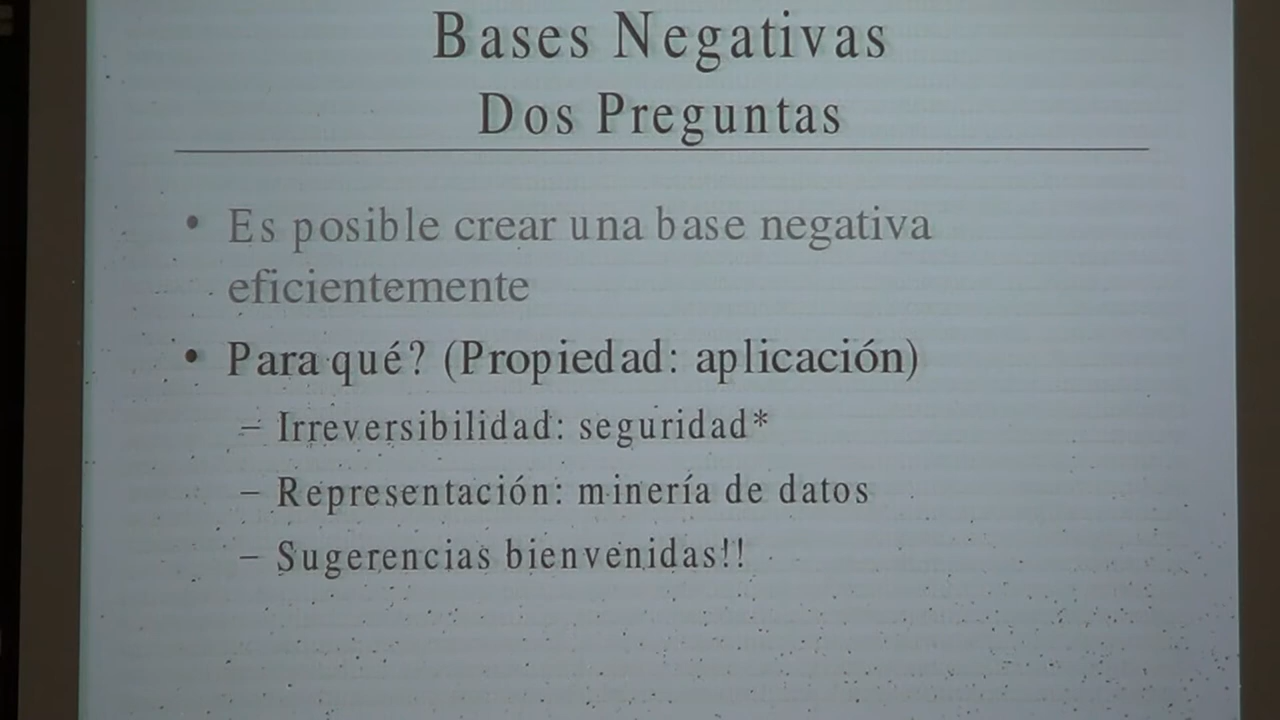 Bases Negativas
Dos Preguntas
• Es posible crear una base negativa
eficientemente
• Para qué? (Propiedad: aplicación)
– Irreversibilidad: seguridad*
– Representación: minería de datos
– Sugerencias bienvenidas!!